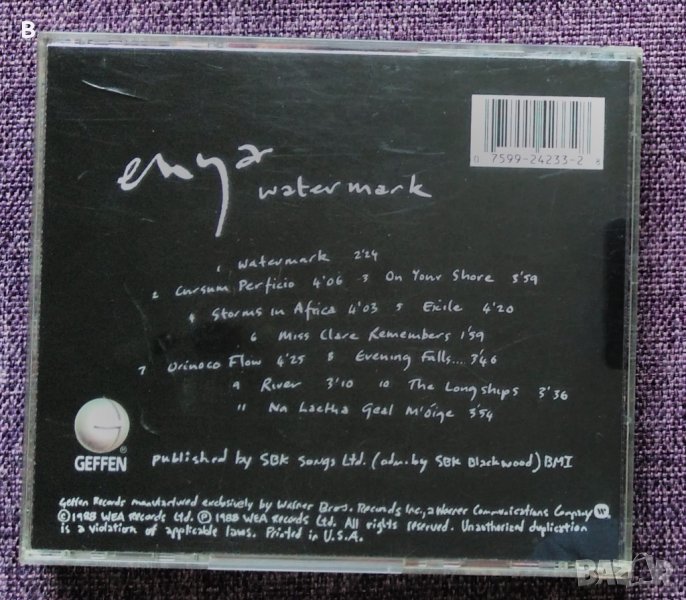 B
0 7599-24233-2 8
enya
watermark
1 Watermark 2'24
2 Cursum Perficio 4'06 3 On Your Shore 3'59
4 Storms in Africa 4'03 5 Exile 4'20
6 Miss Clare Remembers 1'59
7 Orinoco Flow 4'25 8 Evening Falls... 3'46
9 River 3'10 10 The Longships 3'36
11 Na Laetha Geal M'óige 3'54
GEFFEN ®
published by SBK Songs Ltd. (adm. by SBK Blackwood) BMI
Geffen Records manufactured exclusively by Warner Bros. Records Inc., a Warner Communications Company
© 1988 WEA Records Ltd. ℗ 1988 WEA Records Ltd. All rights reserved. Unauthorized duplication
is a violation of applicable laws. Printed in U.S.A.
BAZAR